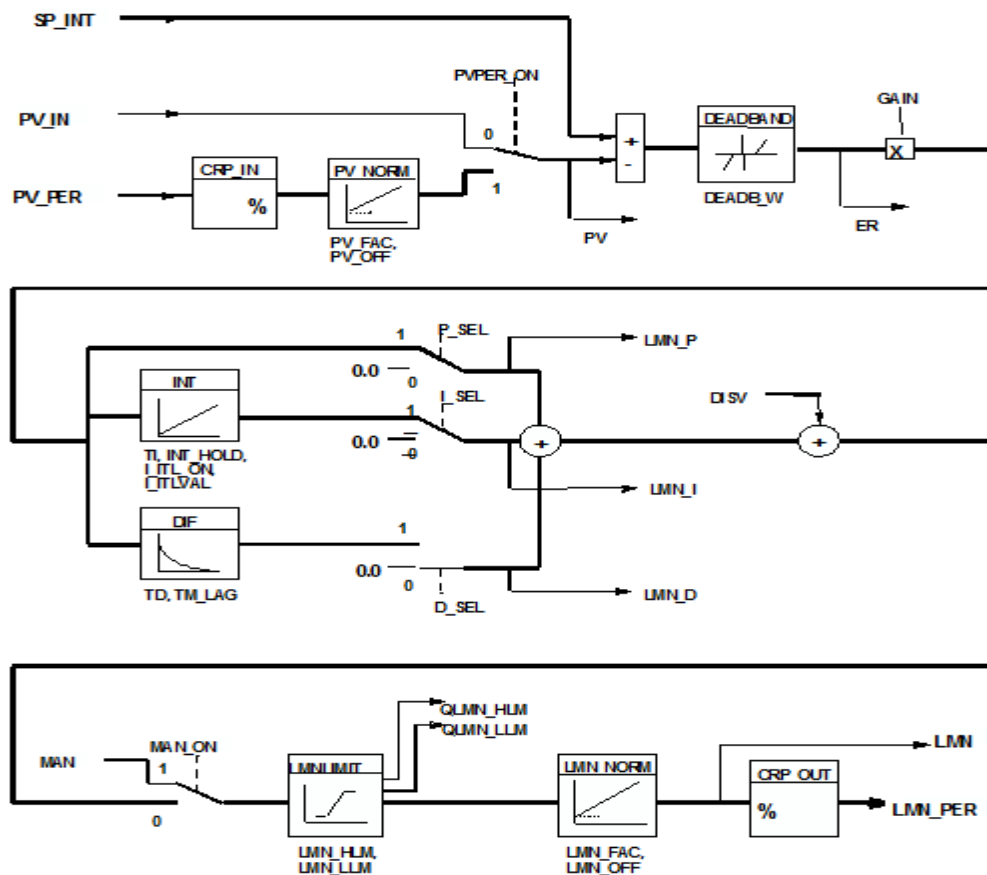 SP_INT
PVPER_ON
GAIN
PV_IN
DEADBAND
0
+
-
X
CRP_IN
PV_NORM
PV_PER
%
1
DEADB_W
PV_FAC,
PV_OFF
PV
ER
1
P_SEL
LMN_P
0.0
0
INT
1
I_SEL
DISV
0.0
0
+
+
TI, INT_HOLD,
I_ITL_ON,
I_ITLVAL
LMN_I
DIF
1
0.0
0
TD, TM_LAG
D_SEL
LMN_D
QLMN_HLM
QLMN_LLM
MAN
MAN_ON
1
LMNLIMIT
LMN_NORM
LMN
CRP_OUT
%
LMN_PER
0
LMN_HLM,
LMN_LLM
LMN_FAC,
LMN_OFF